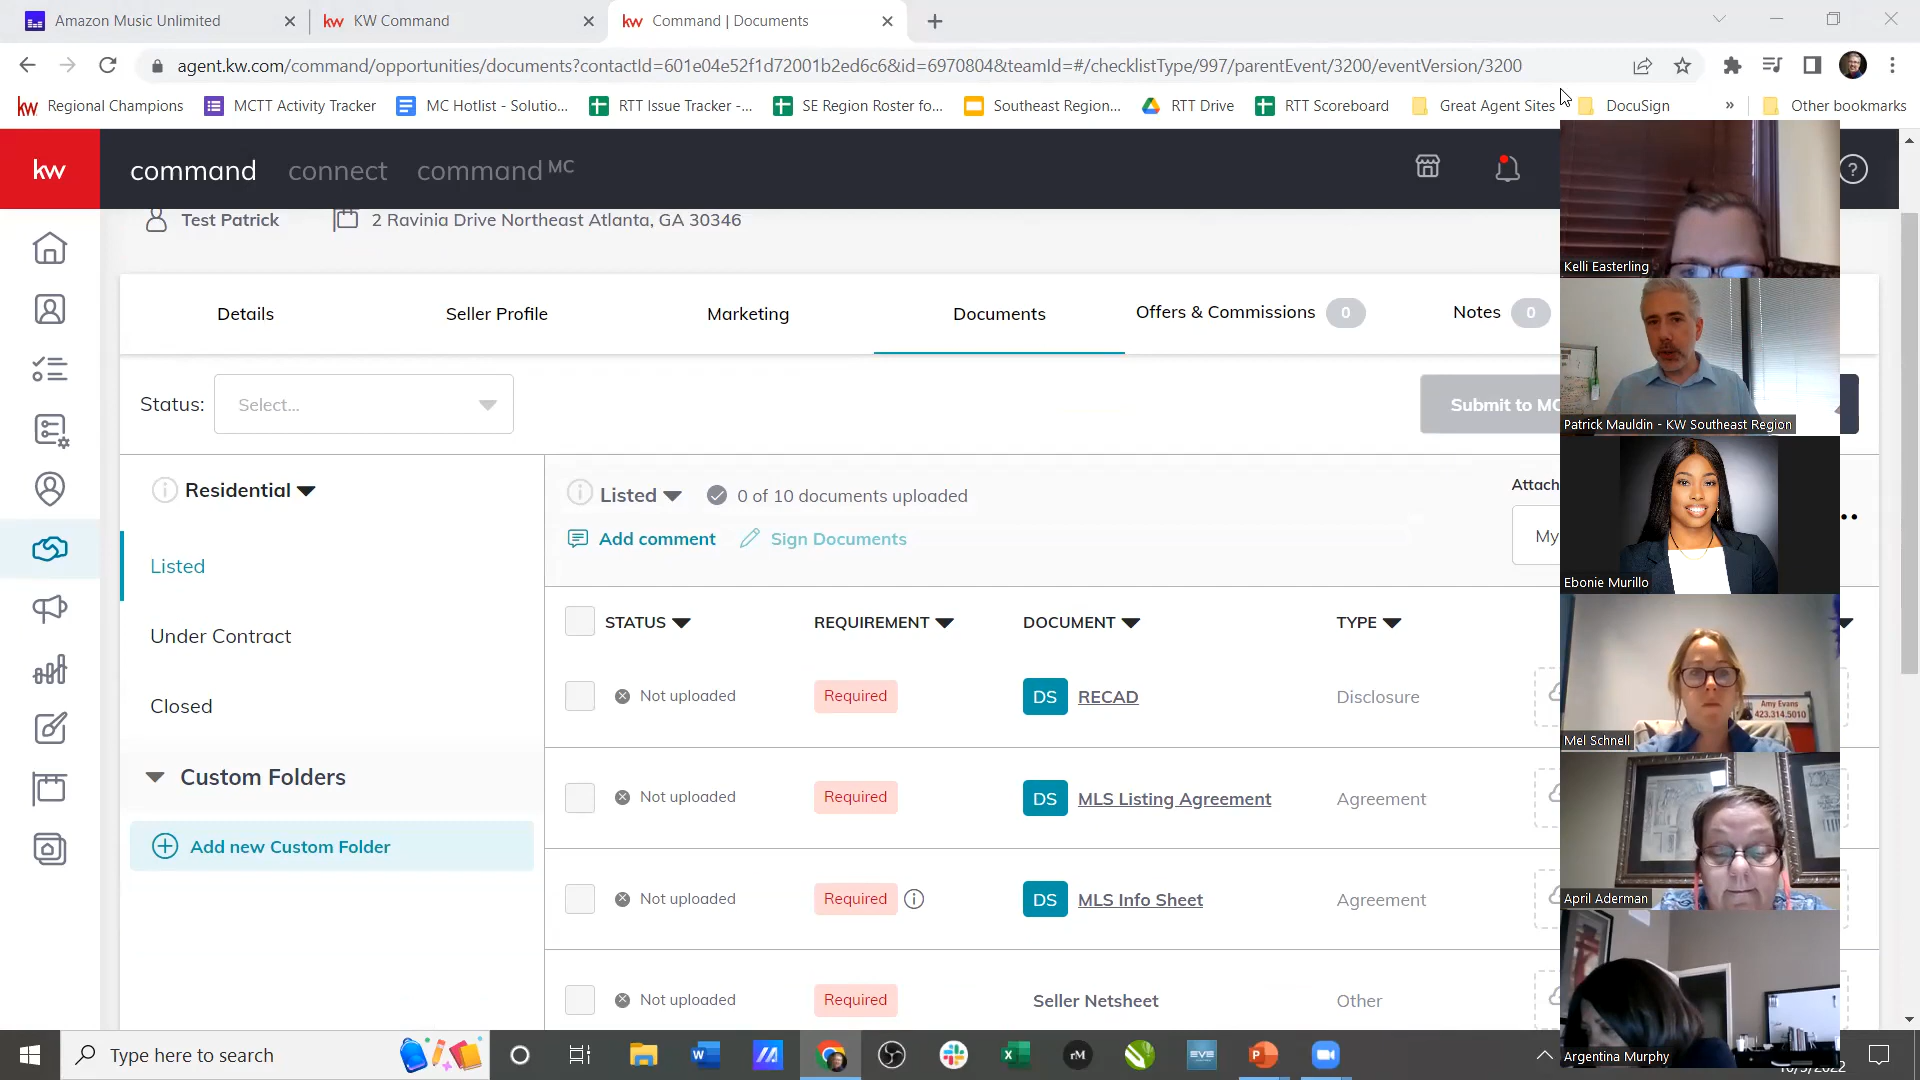 Amazon Music Unlimited
KW Command
Command | Documents
agent.kw.com/command/opportunities/documents?contactId=601e04e52f1d72001b2ed6c6&id=6970804&teamId=#/checklistType/997/parentEvent/3200/eventVersion/3200
kw Regional Champions
MCTT Activity Tracker
MC Hotlist - Solutio...
RTT Issue Tracker -...
SE Region Roster fo...
Southeast Region...
RTT Drive
RTT Scoreboard
Great Agent Sites
DocuSign
»
Other bookmarks
kw
command connect command MC
Test Patrick
2 Ravinia Drive Northeast Atlanta, GA 30346
Details
Seller Profile
Marketing
Documents
Offers & Commissions 0
Notes 0
Status: Select...
Submit to MC
Residential
Listed
Under Contract
Closed
Custom Folders
Add new Custom Folder
Listed
0 of 10 documents uploaded
Attach
Add comment
Sign Documents
My
STATUS REQUIREMENT DOCUMENT TYPE
Not uploaded Required DS RECAD Disclosure
Not uploaded Required DS MLS Listing Agreement Agreement
Not uploaded Required DS MLS Info Sheet Agreement
Not uploaded Required Seller Netsheet Other
Kelli Easterling
Patrick Mauldin - KW Southeast Region
Ebonie Murillo
Amy Evans
423.314.5010
Mel Schnell
April Aderman
Argentina Murphy
Type here to search
rM
EVE